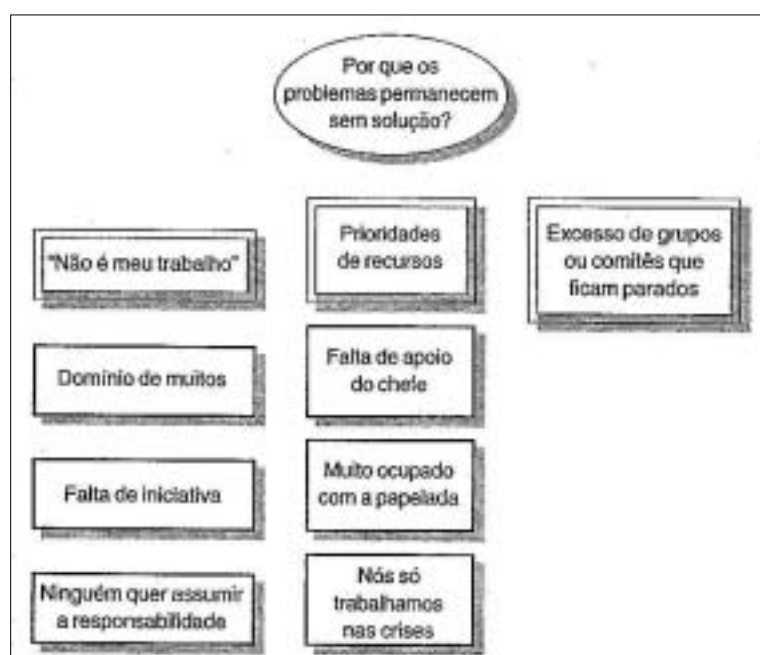 Por que os
problemas permanecem
sem solução?
"Não é meu trabalho"
Domínio de muitos
Falta de iniciativa
Ninguém quer assumir
a responsabilidade
Prioridades
de recursos
Falta de apoio
do chele
Muito ocupado
com a papelada
Nós só
trabalhamos
nas crises
Excesso de grupos
ou comitês que
ficam parados